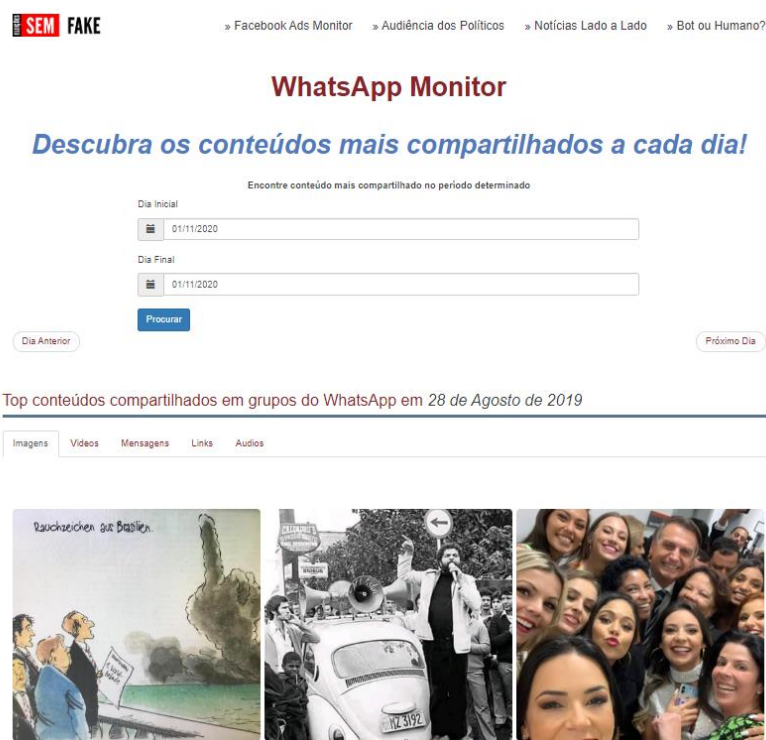 eleições
SEM FAKE
» Facebook Ads Monitor » Audiência dos Políticos » Notícias Lado a Lado » Bot ou Humano?
WhatsApp Monitor
Descubra os conteúdos mais compartilhados a cada dia!
Encontre conteúdo mais compartilhado no período determinado
Dia Inicial
01/11/2020
Dia Final
01/11/2020
Procurar
Dia Anterior
Próximo Dia
Top conteúdos compartilhados em grupos do WhatsApp em 28 de Agosto de 2019
Imagens Videos Mensagens Links Audios
Rauchzeichen aus Brasilien.
MZ 3192